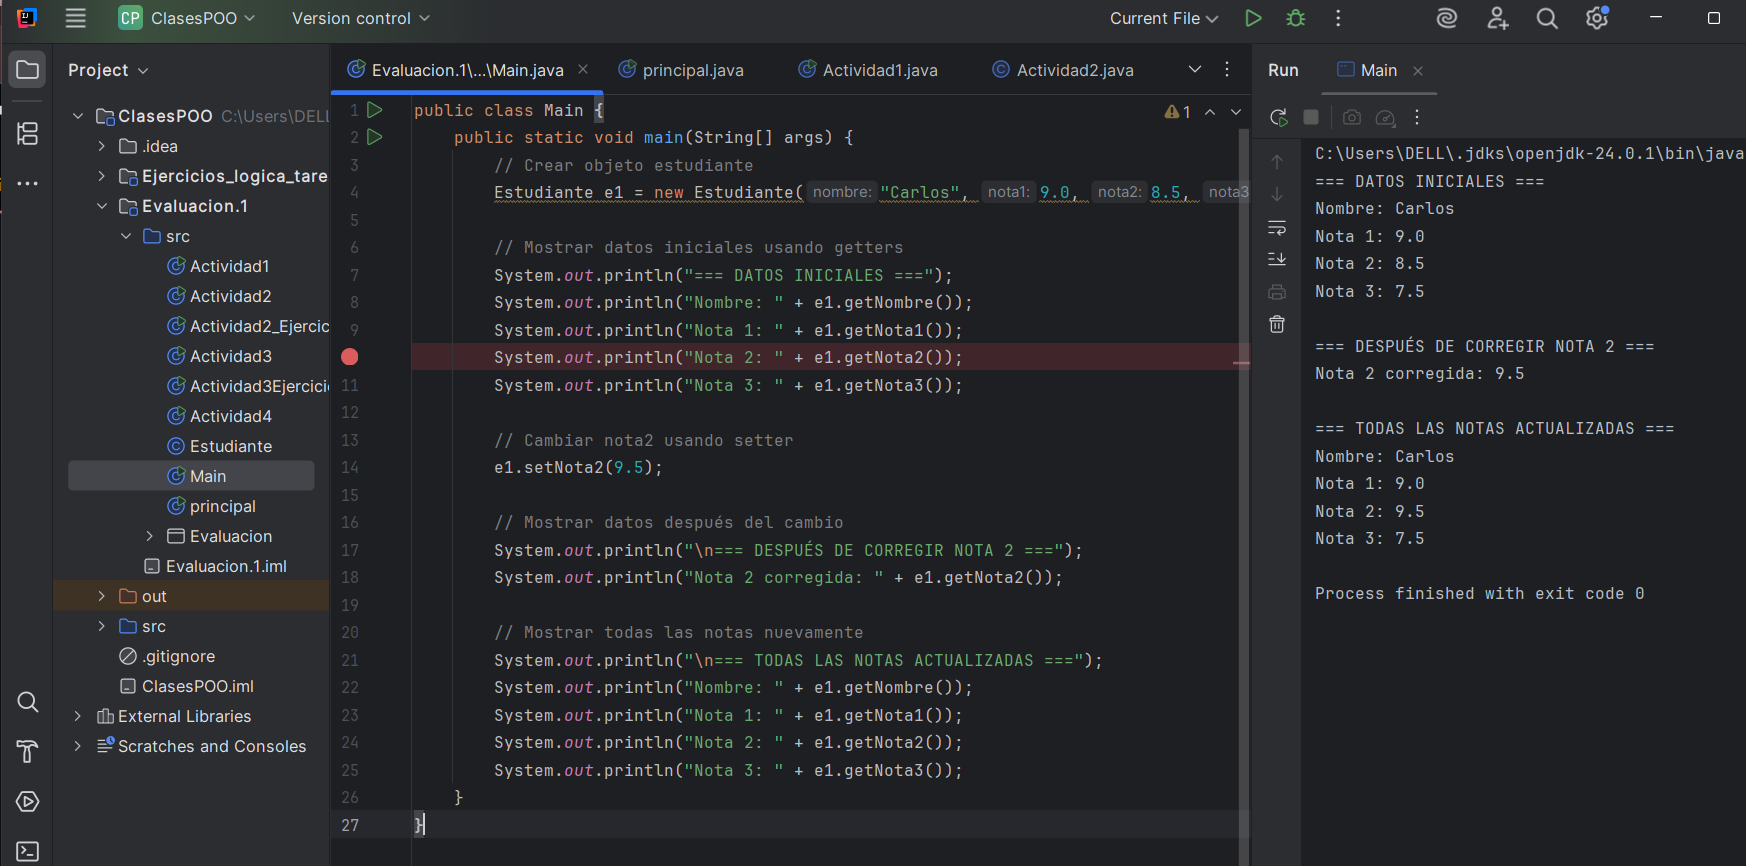 CP ClasesPOO Version control Current File
Project
Evaluacion.1\...\Main.java
principal.java
Actividad1.java
Actividad2.java
Run
Main
ClasesPOO C:\Users\DELL
.idea
Ejercicios_logica_tare
Evaluacion.1
src
Actividad1
Actividad2
Actividad2_Ejercic
Actividad3
Actividad3Ejercici
Actividad4
Estudiante
Main
principal
Evaluacion
Evaluacion.1.iml
out
src
.gitignore
ClasesPOO.iml
External Libraries
Scratches and Consoles
1 public class Main {
2 public static void main(String[] args) {
3 // Crear objeto estudiante
4 Estudiante e1 = new Estudiante( nombre: "Carlos", nota1: 9.0, nota2: 8.5, nota3
5
6 // Mostrar datos iniciales usando getters
7 System.out.println("=== DATOS INICIALES ===");
8 System.out.println("Nombre: " + e1.getNombre());
9 System.out.println("Nota 1: " + e1.getNota1());
System.out.println("Nota 2: " + e1.getNota2());
11 System.out.println("Nota 3: " + e1.getNota3());
12
13 // Cambiar nota2 usando setter
14 e1.setNota2(9.5);
15
16 // Mostrar datos después del cambio
17 System.out.println("\n=== DESPUÉS DE CORREGIR NOTA 2 ===");
18 System.out.println("Nota 2 corregida: " + e1.getNota2());
19
20 // Mostrar todas las notas nuevamente
21 System.out.println("\n=== TODAS LAS NOTAS ACTUALIZADAS ===");
22 System.out.println("Nombre: " + e1.getNombre());
23 System.out.println("Nota 1: " + e1.getNota1());
24 System.out.println("Nota 2: " + e1.getNota2());
25 System.out.println("Nota 3: " + e1.getNota3());
26 }
27 }
1
C:\Users\DELL\.jdks\openjdk-24.0.1\bin\java
=== DATOS INICIALES ===
Nombre: Carlos
Nota 1: 9.0
Nota 2: 8.5
Nota 3: 7.5
=== DESPUÉS DE CORREGIR NOTA 2 ===
Nota 2 corregida: 9.5
=== TODAS LAS NOTAS ACTUALIZADAS ===
Nombre: Carlos
Nota 1: 9.0
Nota 2: 9.5
Nota 3: 7.5
Process finished with exit code 0